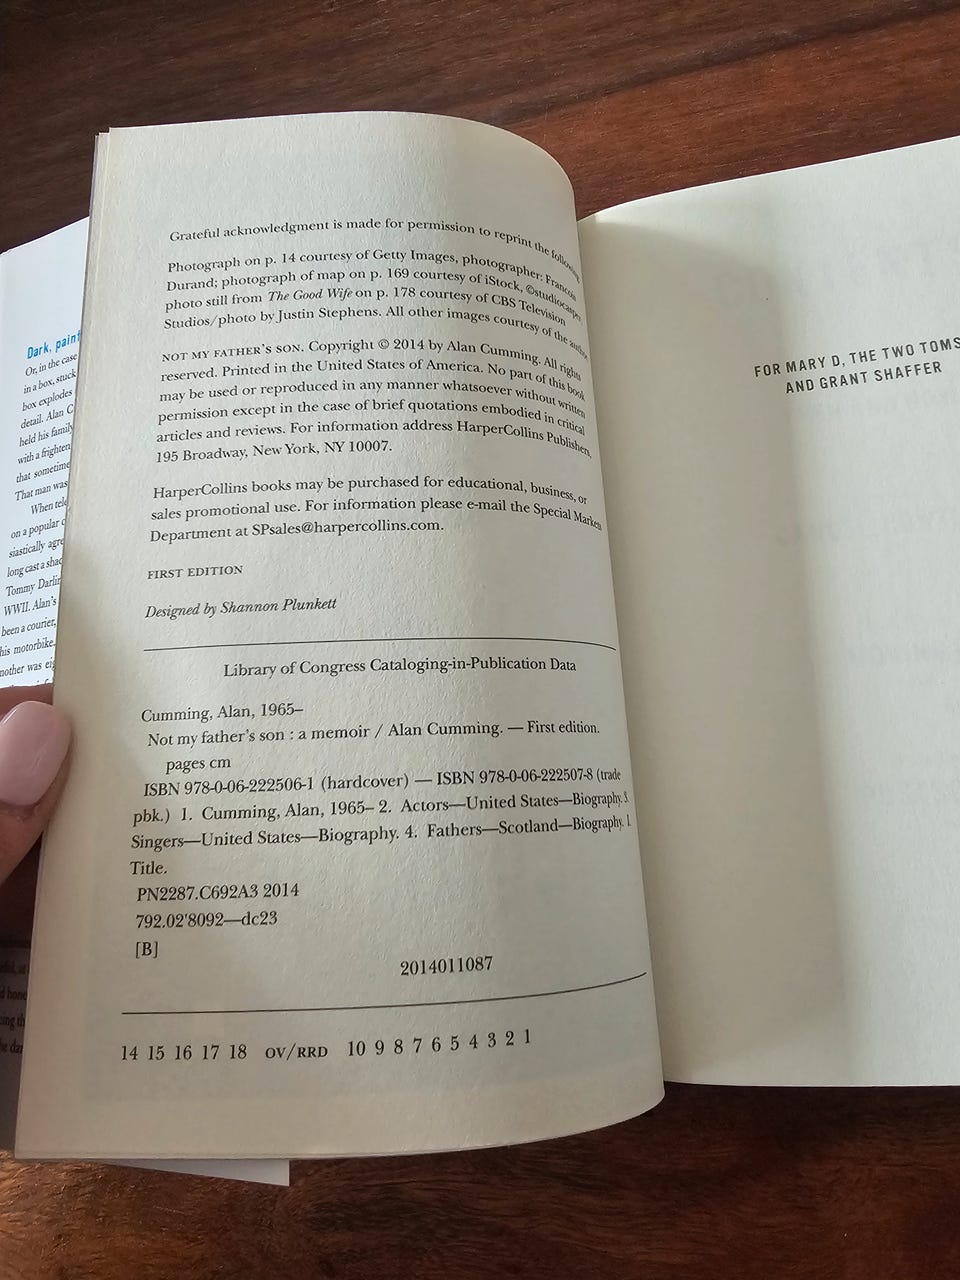 Dark, paint
Or, in the case
in a box, stuck
box explodes
detail. Alan C
held his family
with a frighten
that sometime
That man was
When tele
on a popular c
siastically agre
long cast a shad
Tommy Darlin
WWII. Alan's
been a courier,
his motorbike.
mother was eig
Grateful acknowledgment is made for permission to reprint the following:
Photograph on p. 14 courtesy of Getty Images, photographer: Francois
Durand; photograph of map on p. 169 courtesy of iStock, ©studiocasper;
photo still from The Good Wife on p. 178 courtesy of CBS Television
Studios/photo by Justin Stephens. All other images courtesy of the author.
NOT MY FATHER'S SON. Copyright © 2014 by Alan Cumming. All rights
reserved. Printed in the United States of America. No part of this book
may be used or reproduced in any manner whatsoever without written
permission except in the case of brief quotations embodied in critical
articles and reviews. For information address HarperCollins Publishers,
195 Broadway, New York, NY 10007.
HarperCollins books may be purchased for educational, business, or
sales promotional use. For information please e-mail the Special Markets
Department at SPsales@harpercollins.com.
FIRST EDITION
Designed by Shannon Plunkett
Library of Congress Cataloging-in-Publication Data
Cumming, Alan, 1965–
Not my father's son : a memoir / Alan Cumming. — First edition.
pages cm
ISBN 978-0-06-222506-1 (hardcover) — ISBN 978-0-06-222507-8 (trade
pbk.) 1. Cumming, Alan, 1965– 2. Actors—United States—Biography. 3.
Singers—United States—Biography. 4. Fathers—Scotland—Biography. I.
Title.
PN2287.C692A3 2014
792.02'8092—dc23
[B]
2014011087
14 15 16 17 18 OV/RRD 10 9 8 7 6 5 4 3 2 1
FOR MARY D, THE TWO TOMS
AND GRANT SHAFFER